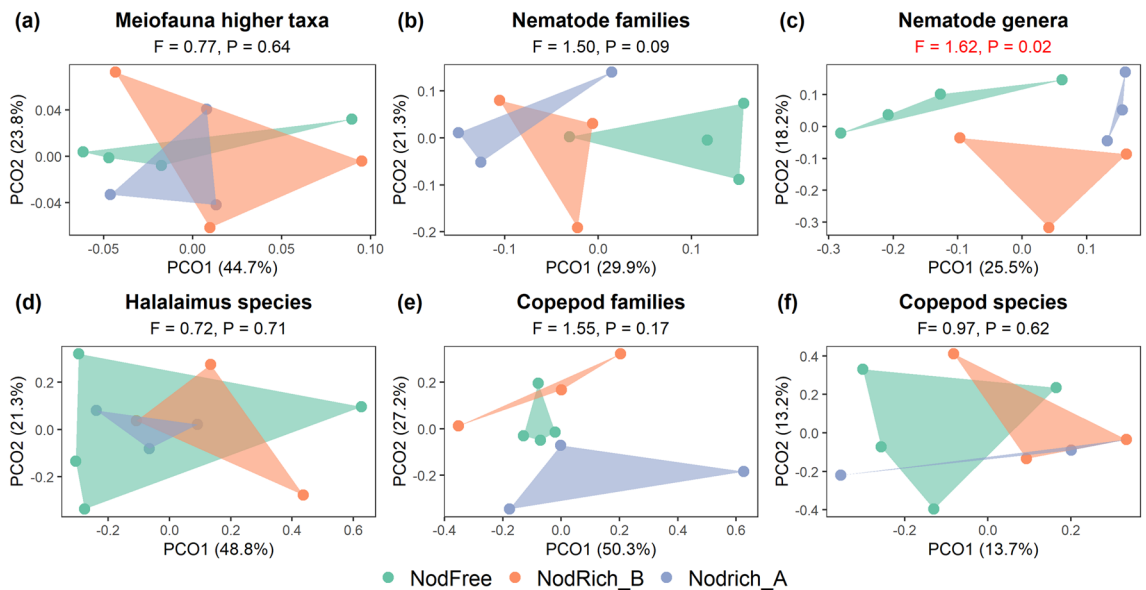 (a) Meiofauna higher taxa
F = 0.77, P = 0.64
PCO2 (23.8%)
0.04
0.00
-0.04
-0.05 0.00 0.05 0.10
PCO1 (44.7%)
(b) Nematode families
F = 1.50, P = 0.09
PCO2 (21.3%)
0.1
0.0
-0.1
-0.2
-0.1 0.0 0.1
PCO1 (29.9%)
(c) Nematode genera
F = 1.62, P = 0.02
PCO2 (18.2%)
0.1
0.0
-0.1
-0.2
-0.3
-0.3 -0.2 -0.1 0.0 0.1
PCO1 (25.5%)
(d) Halalaimus species
F = 0.72, P = 0.71
PCO2 (21.3%)
0.2
0.0
-0.2
-0.2 0.0 0.2 0.4 0.6
PCO1 (48.8%)
(e) Copepod families
F = 1.55, P = 0.17
PCO2 (27.2%)
0.2
0.0
-0.2
-0.4 -0.2 0.0 0.2 0.4 0.6
PCO1 (50.3%)
(f) Copepod species
F= 0.97, P = 0.62
PCO2 (13.2%)
0.4
0.2
0.0
-0.2
-0.4
-0.2 0.0 0.2
PCO1 (13.7%)
NodFree NodRich_B Nodrich_A